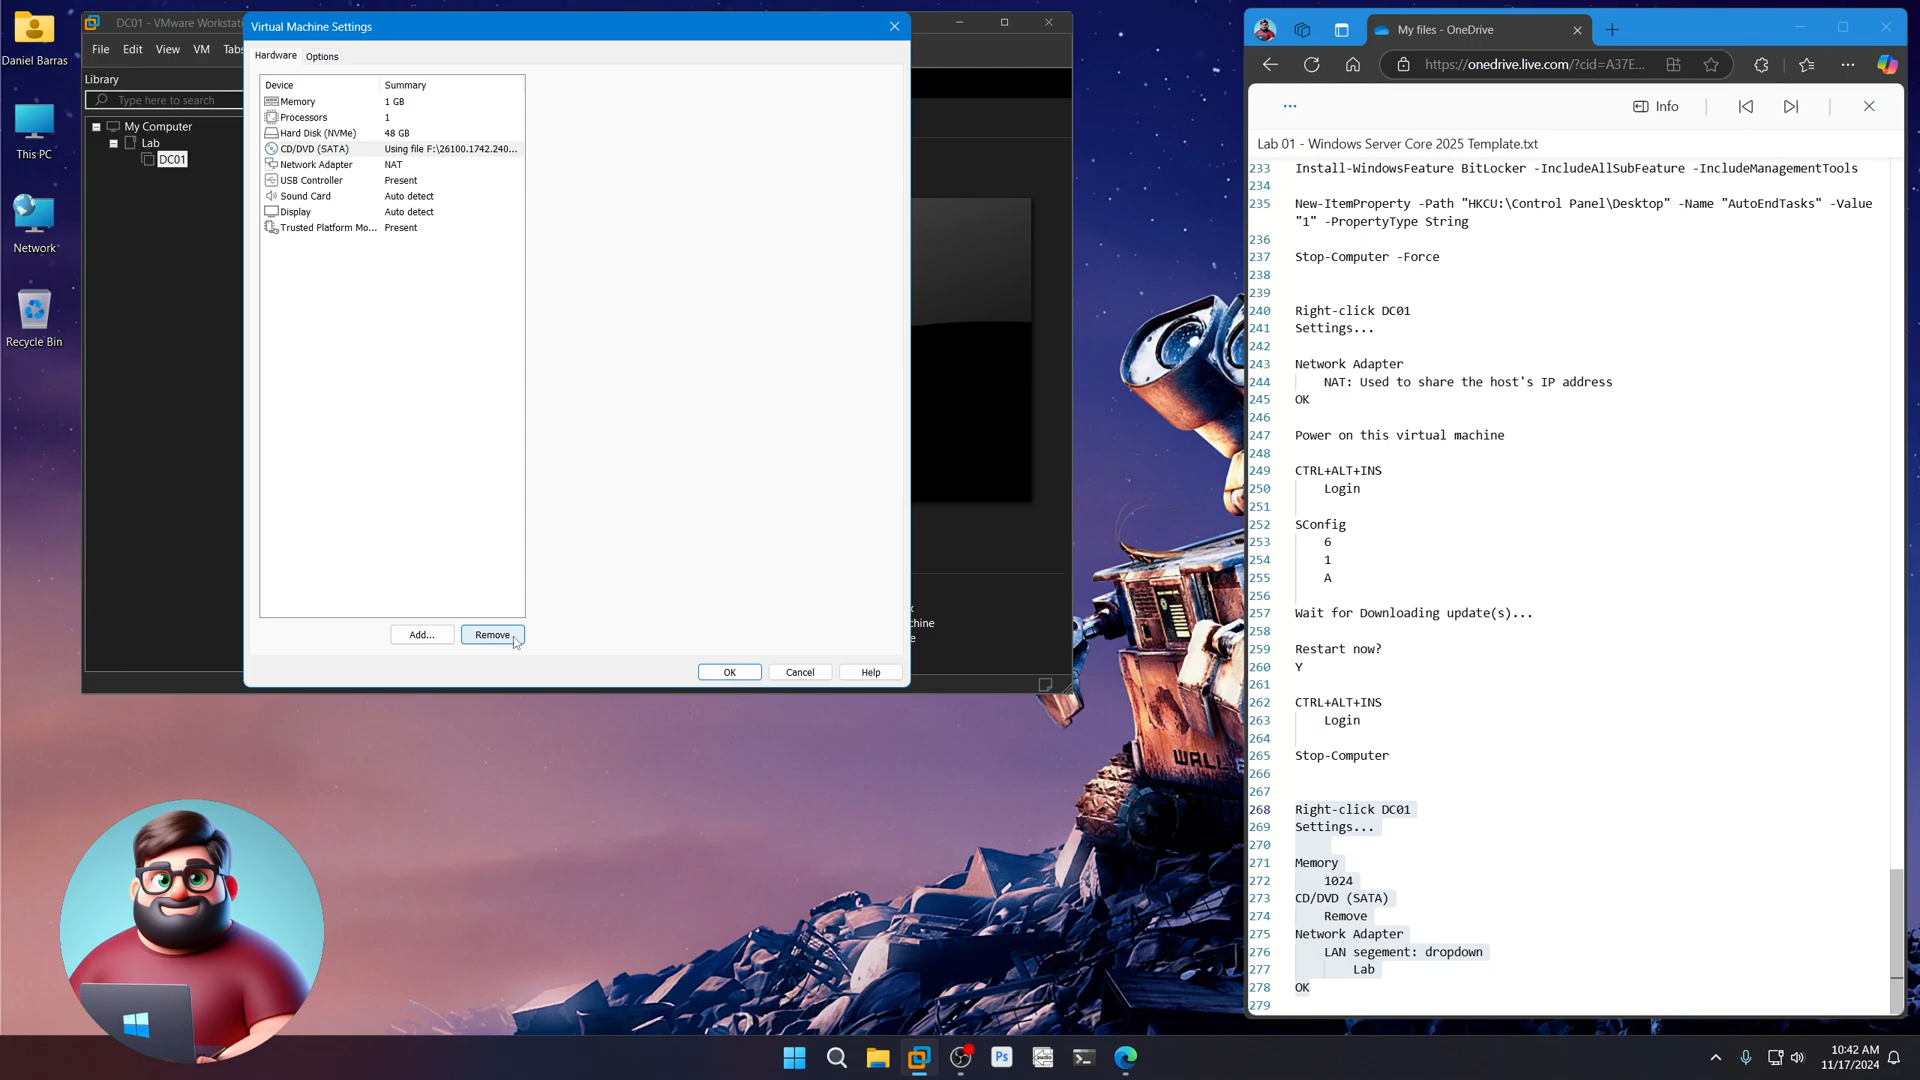 Daniel Barras
This PC
Network
Recycle Bin
DC01 - VMware Workstat
File Edit View VM Tabs
Library
Type here to search
My Computer
Lab
DC01
Virtual Machine Settings
Hardware Options
Device Summary
Memory 1 GB
Processors 1
Hard Disk (NVMe) 48 GB
CD/DVD (SATA) Using file F:\26100.1742.240...
Network Adapter NAT
USB Controller Present
Sound Card Auto detect
Display Auto detect
Trusted Platform Mo... Present
Add... Remove
OK Cancel Help
chine
e
My files - OneDrive
https://onedrive.live.com/?cid=A37E...
... Info
Lab 01 - Windows Server Core 2025 Template.txt
233 Install-WindowsFeature BitLocker -IncludeAllSubFeature -IncludeManagementTools
234
235 New-ItemProperty -Path "HKCU:\Control Panel\Desktop" -Name "AutoEndTasks" -Value
"1" -PropertyType String
236
237 Stop-Computer -Force
238
239
240 Right-click DC01
241 Settings...
242
243 Network Adapter
244 NAT: Used to share the host's IP address
245 OK
246
247 Power on this virtual machine
248
249 CTRL+ALT+INS
250 Login
251
252 SConfig
253 6
254 1
255 A
256
257 Wait for Downloading update(s)...
258
259 Restart now?
260 Y
261
262 CTRL+ALT+INS
263 Login
264
265 Stop-Computer
266
267
268 Right-click DC01
269 Settings...
270
271 Memory
272 1024
273 CD/DVD (SATA)
274 Remove
275 Network Adapter
276 LAN segement: dropdown
277 Lab
278 OK
279
WALL
Ps
10:42 AM
11/17/2024